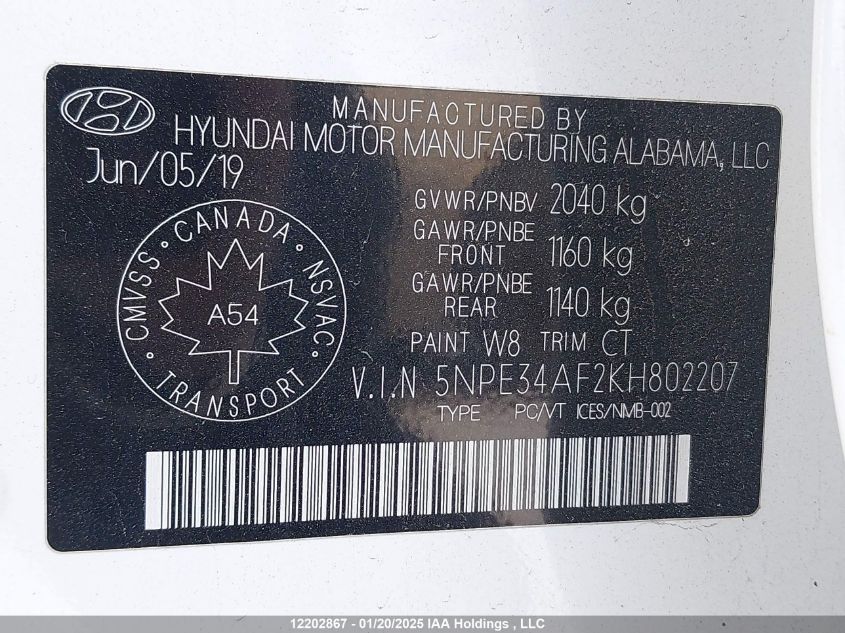 MANUFACTURED BY
HYUNDAI MOTOR MANUFACTURING ALABAMA, LLC
Jun/05/19
GVWR/PNBV 2040 kg
GAWR/PNBE
FRONT 1160 kg
GAWR/PNBE
REAR 1140 kg
PAINT W8 TRIM CT
V.I.N 5NPE34AF2KH802207
TYPE PC/VT ICES/NMB-002
CANADA
CMVSS
NSVAC
A54
TRANSPORT
12202867 - 01/20/2025 IAA Holdings , LLC